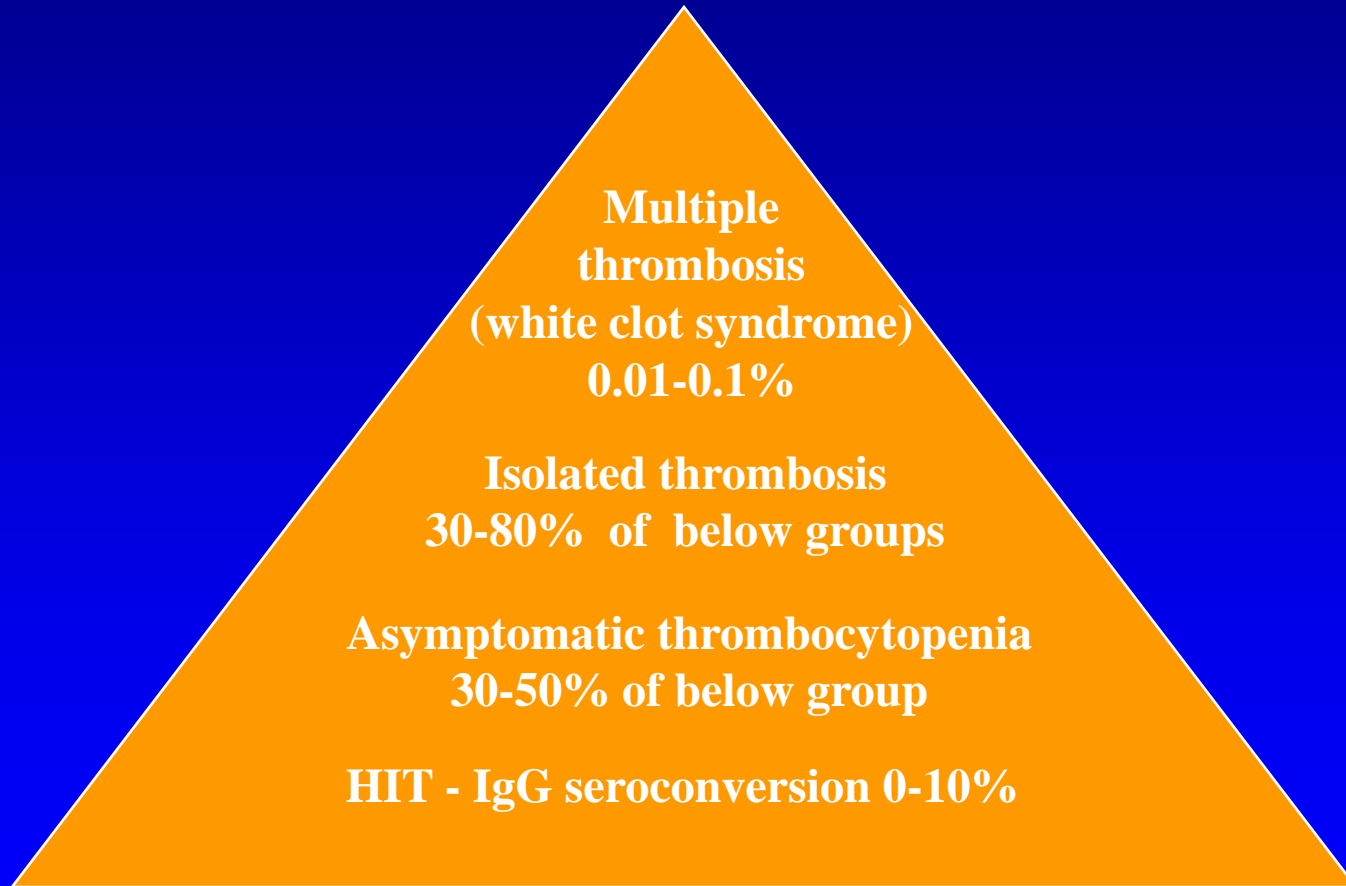 Multiple
thrombosis
(white clot syndrome)
0.01-0.1%
Isolated thrombosis
30-80% of below groups
Asymptomatic thrombocytopenia
30-50% of below group
HIT - IgG seroconversion 0-10%